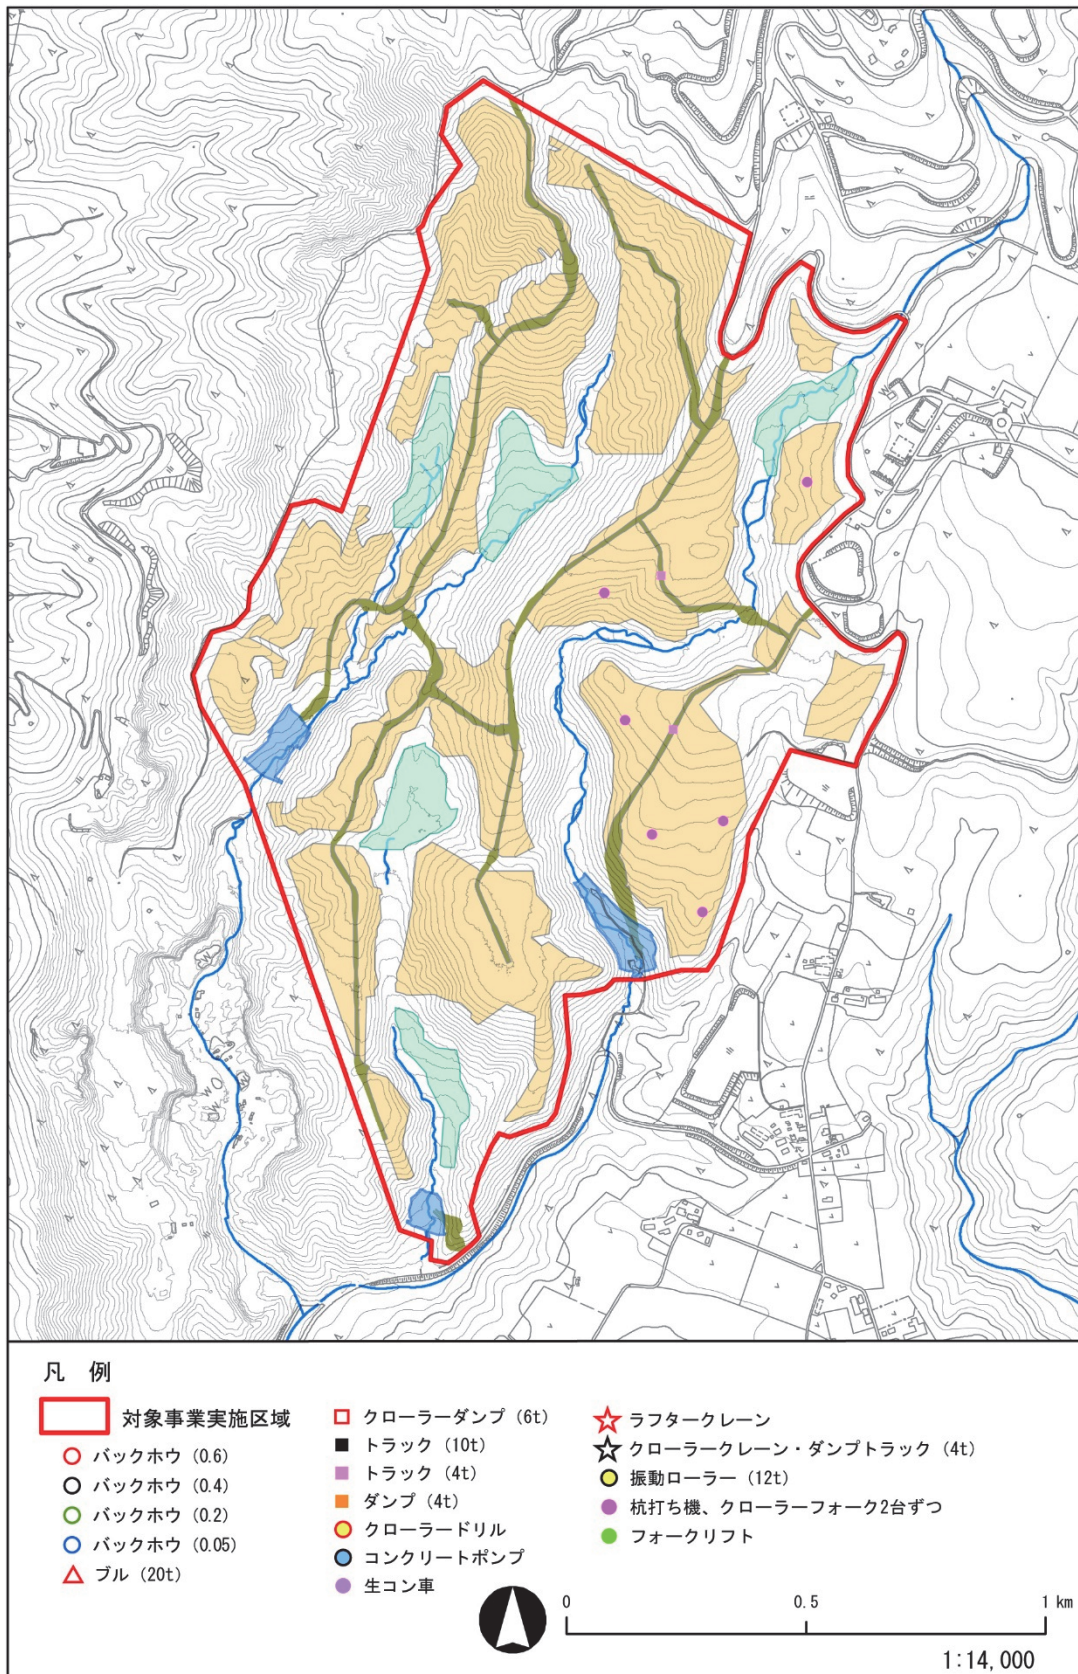 凡 例
対象事業実施区域
バックホウ (0.6)
バックホウ (0.4)
バックホウ (0.2)
バックホウ (0.05)
ブル (20t)
クローラーダンプ (6t)
トラック (10t)
トラック (4t)
ダンプ (4t)
クローラードリル
コンクリートポンプ
生コン車
ラフタークレーン
クローラークレーン・ダンプトラック (4t)
振動ローラー (12t)
杭打ち機、クローラーフォーク2台ずつ
フォークリフト
0 0.5 1 km
1:14,000